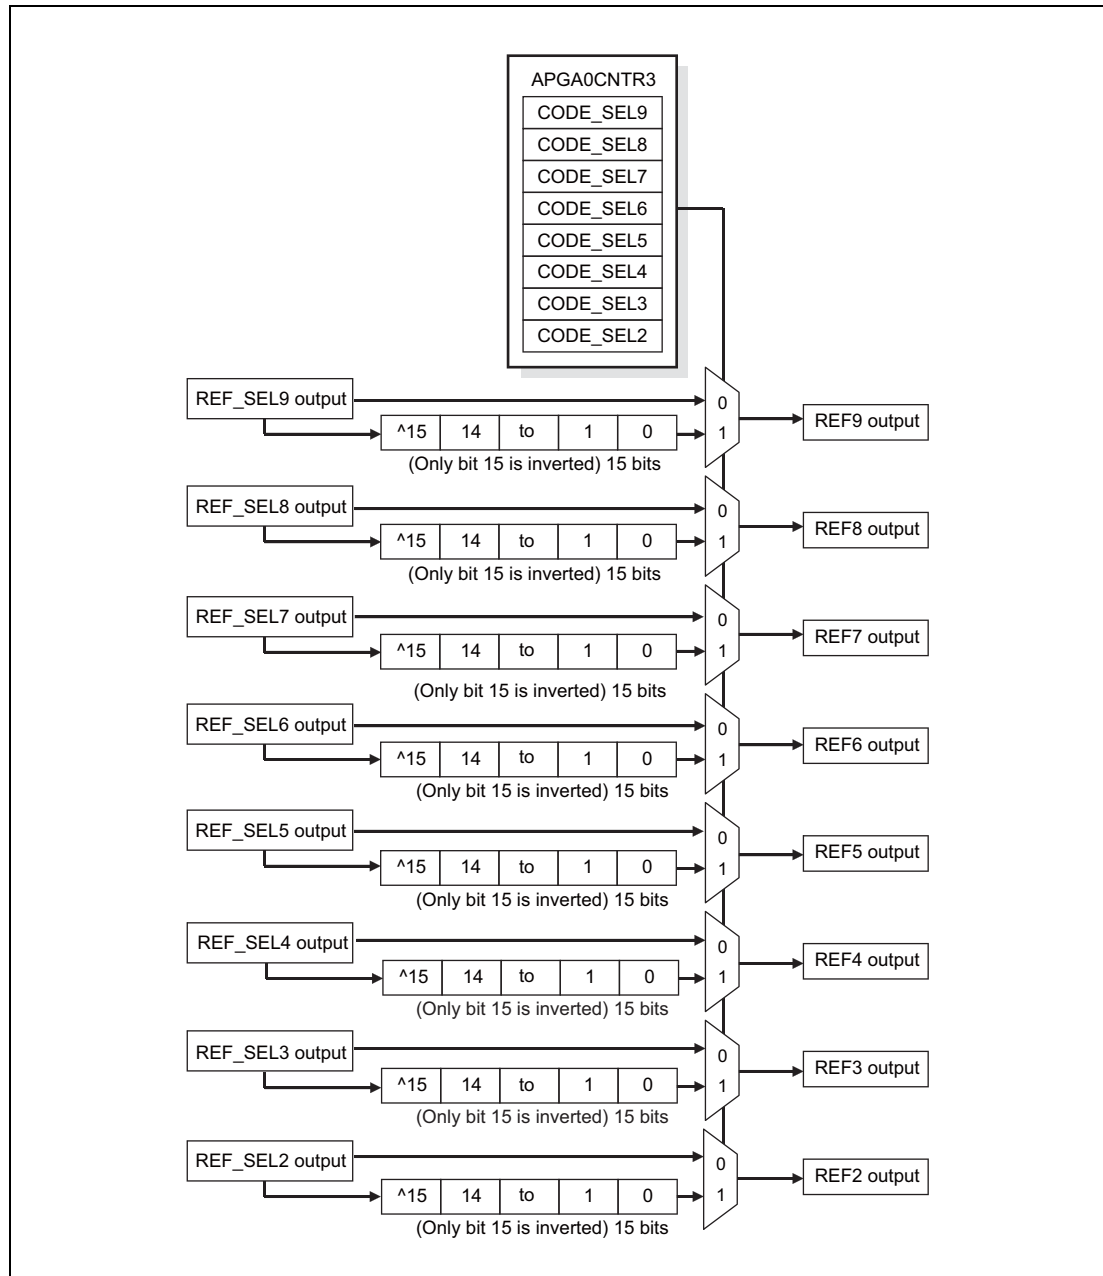 APGA0CNTR3
CODE_SEL9
CODE_SEL8
CODE_SEL7
CODE_SEL6
CODE_SEL5
CODE_SEL4
CODE_SEL3
CODE_SEL2
REF_SEL9 output
0
REF9 output
^15 14 to 1 0
1
(Only bit 15 is inverted) 15 bits
REF_SEL8 output
0
REF8 output
^15 14 to 1 0
1
(Only bit 15 is inverted) 15 bits
REF_SEL7 output
0
REF7 output
^15 14 to 1 0
1
(Only bit 15 is inverted) 15 bits
REF_SEL6 output
0
REF6 output
^15 14 to 1 0
1
(Only bit 15 is inverted) 15 bits
REF_SEL5 output
0
REF5 output
^15 14 to 1 0
1
(Only bit 15 is inverted) 15 bits
REF_SEL4 output
0
REF4 output
^15 14 to 1 0
1
(Only bit 15 is inverted) 15 bits
REF_SEL3 output
0
REF3 output
^15 14 to 1 0
1
(Only bit 15 is inverted) 15 bits
REF_SEL2 output
0
REF2 output
^15 14 to 1 0
1
(Only bit 15 is inverted) 15 bits